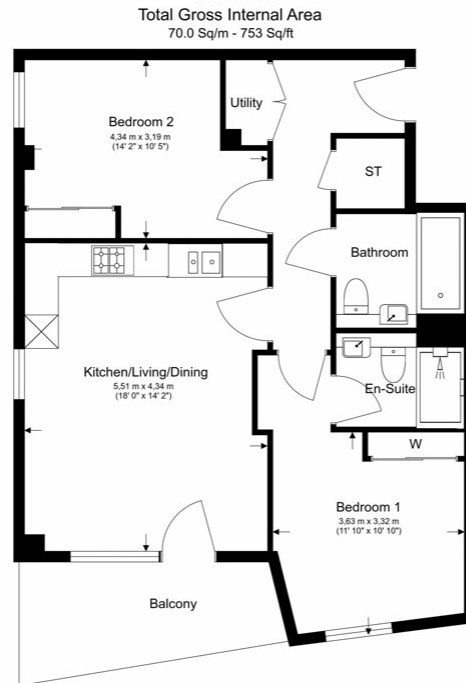 Total Gross Internal Area
70.0 Sq/m - 753 Sq/ft
Utility
Bedroom 2
4,34 m x 3,19 m
(14' 2" x 10' 5")
ST
Bathroom
Kitchen/Living/Dining
5,51 m x 4,34 m
(18' 0" x 14' 2")
En-Suite
W
Bedroom 1
3,63 m x 3,32 m
(11' 10" x 10' 10")
Balcony